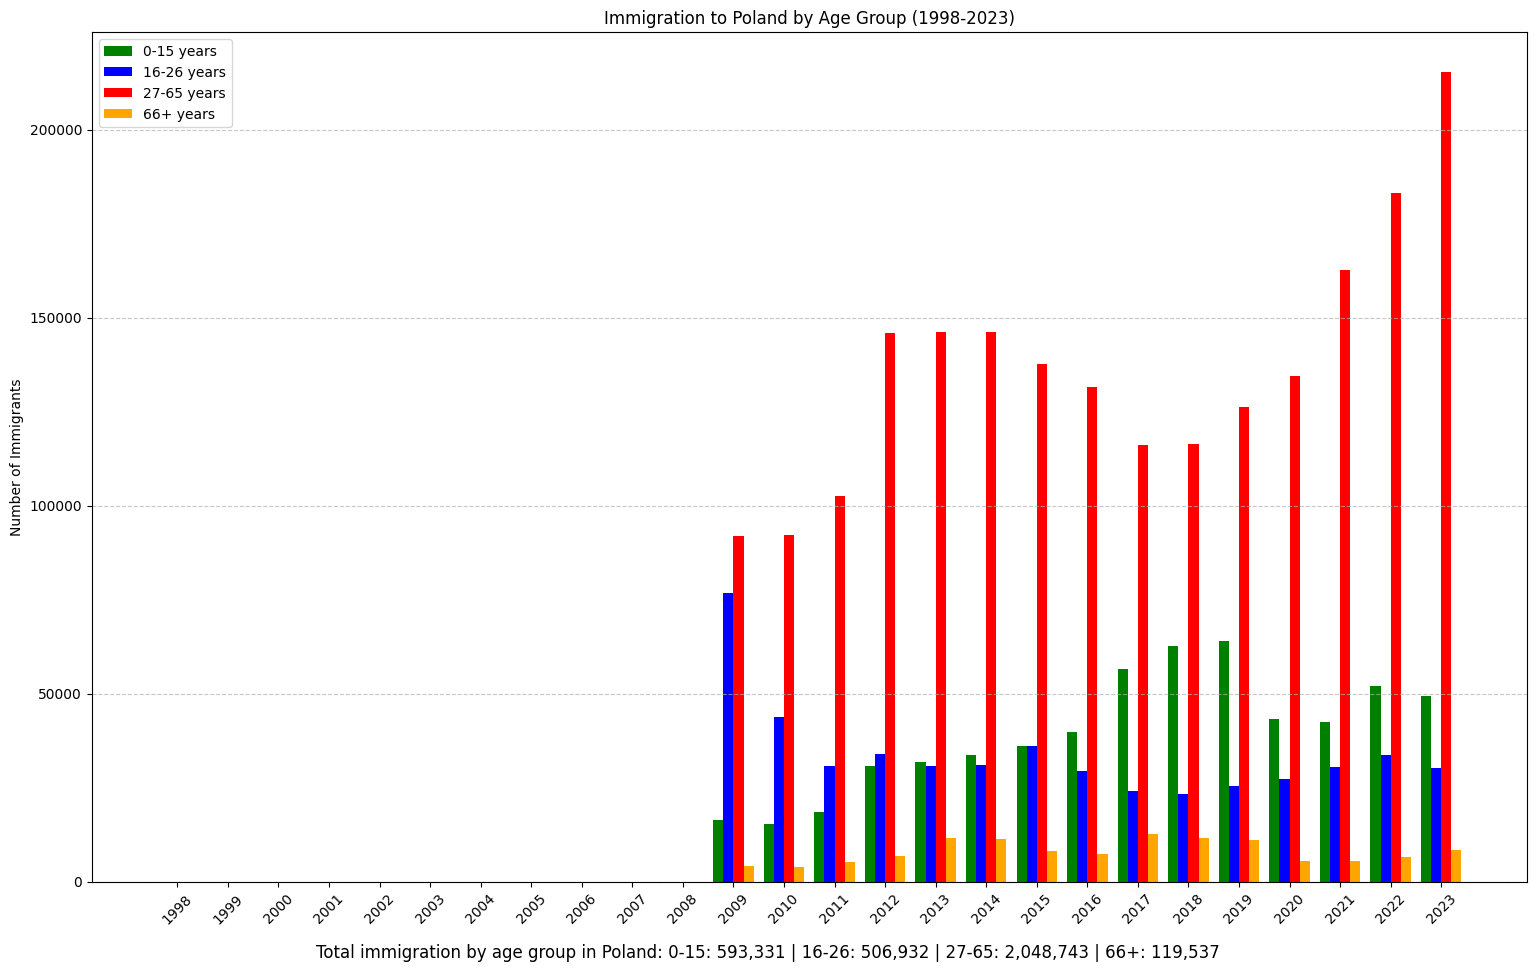 Immigration to Poland by Age Group (1998-2023)
0-15 years
16-26 years
27-65 years
66+ years
Number of Immigrants
200000
150000
100000
50000
0
1998 1999 2000 2001 2002 2003 2004 2005 2006 2007 2008 2009 2010 2011 2012 2013 2014 2015 2016 2017 2018 2019 2020 2021 2022 2023
Total immigration by age group in Poland: 0-15: 593,331 | 16-26: 506,932 | 27-65: 2,048,743 | 66+: 119,537